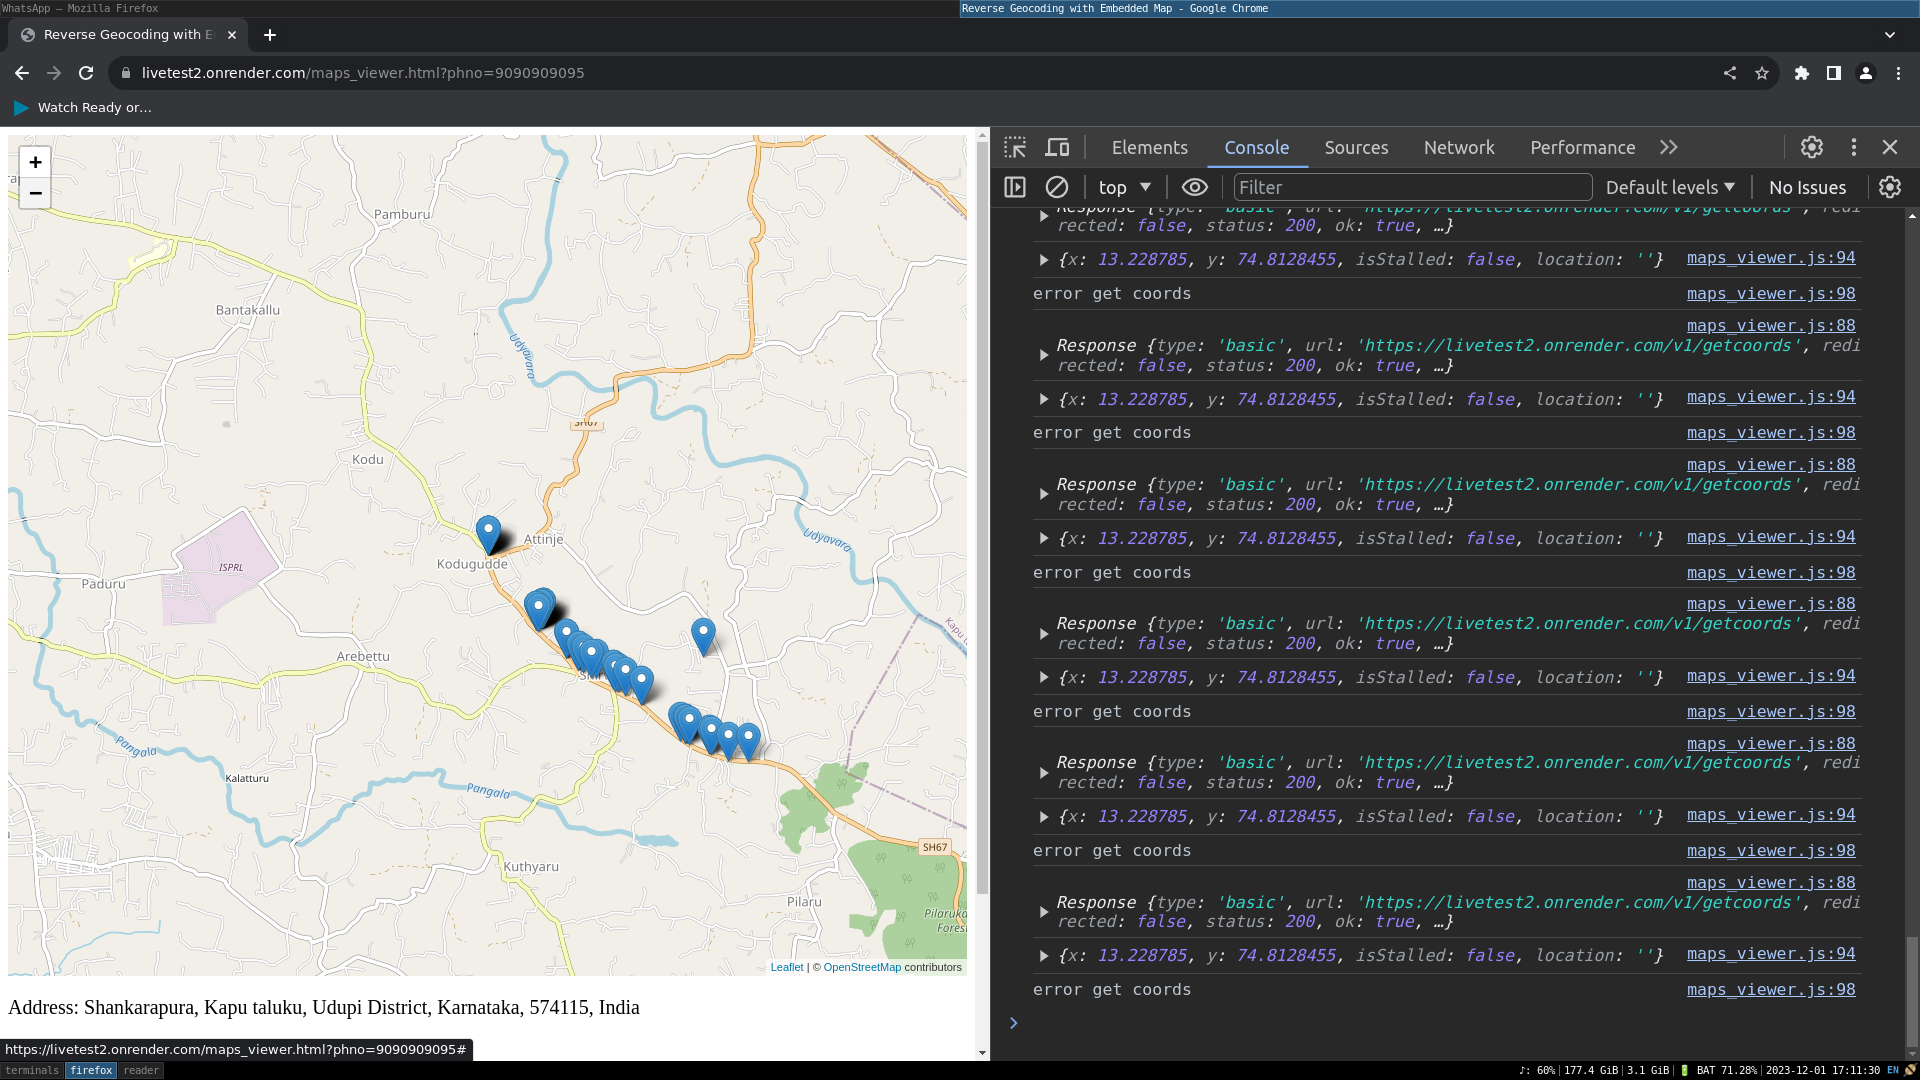 WhatsApp — Mozilla Firefox
Reverse Geocoding with Embedded Map - Google Chrome
Reverse Geocoding with E
livetest2.onrender.com/maps_viewer.html?phno=9090909095
Watch Ready or…
+
−
Pamburu
Bantakallu
Udyavara
SH67
Kodu
Attinje
Kodugudde
Udyavara
ISPRL
Paduru
Kapu t
Arebettu
Pangala
Kalatturu
Pangala
SH67
Kuthyaru
Pilaru
Pilaruka
Forest
Leaflet | © OpenStreetMap contributors
Address: Shankarapura, Kapu taluku, Udupi District, Karnataka, 574115, India
https://livetest2.onrender.com/maps_viewer.html?phno=9090909095#
Elements Console Sources Network Performance
top Filter Default levels No Issues
Response {type: 'basic', url: 'https://livetest2.onrender.com/v1/getcoords', redi
rected: false, status: 200, ok: true, …}
{x: 13.228785, y: 74.8128455, isStalled: false, location: ''} maps_viewer.js:94
error get coords maps_viewer.js:98
maps_viewer.js:88
Response {type: 'basic', url: 'https://livetest2.onrender.com/v1/getcoords', redi
rected: false, status: 200, ok: true, …}
{x: 13.228785, y: 74.8128455, isStalled: false, location: ''} maps_viewer.js:94
error get coords maps_viewer.js:98
maps_viewer.js:88
Response {type: 'basic', url: 'https://livetest2.onrender.com/v1/getcoords', redi
rected: false, status: 200, ok: true, …}
{x: 13.228785, y: 74.8128455, isStalled: false, location: ''} maps_viewer.js:94
error get coords maps_viewer.js:98
maps_viewer.js:88
Response {type: 'basic', url: 'https://livetest2.onrender.com/v1/getcoords', redi
rected: false, status: 200, ok: true, …}
{x: 13.228785, y: 74.8128455, isStalled: false, location: ''} maps_viewer.js:94
error get coords maps_viewer.js:98
maps_viewer.js:88
Response {type: 'basic', url: 'https://livetest2.onrender.com/v1/getcoords', redi
rected: false, status: 200, ok: true, …}
{x: 13.228785, y: 74.8128455, isStalled: false, location: ''} maps_viewer.js:94
error get coords maps_viewer.js:98
maps_viewer.js:88
Response {type: 'basic', url: 'https://livetest2.onrender.com/v1/getcoords', redi
rected: false, status: 200, ok: true, …}
{x: 13.228785, y: 74.8128455, isStalled: false, location: ''} maps_viewer.js:94
error get coords maps_viewer.js:98
terminals firefox reader
♪: 60% | 177.4 GiB | 3.1 GiB | BAT 71.28% | 2023-12-01 17:11:30 EN